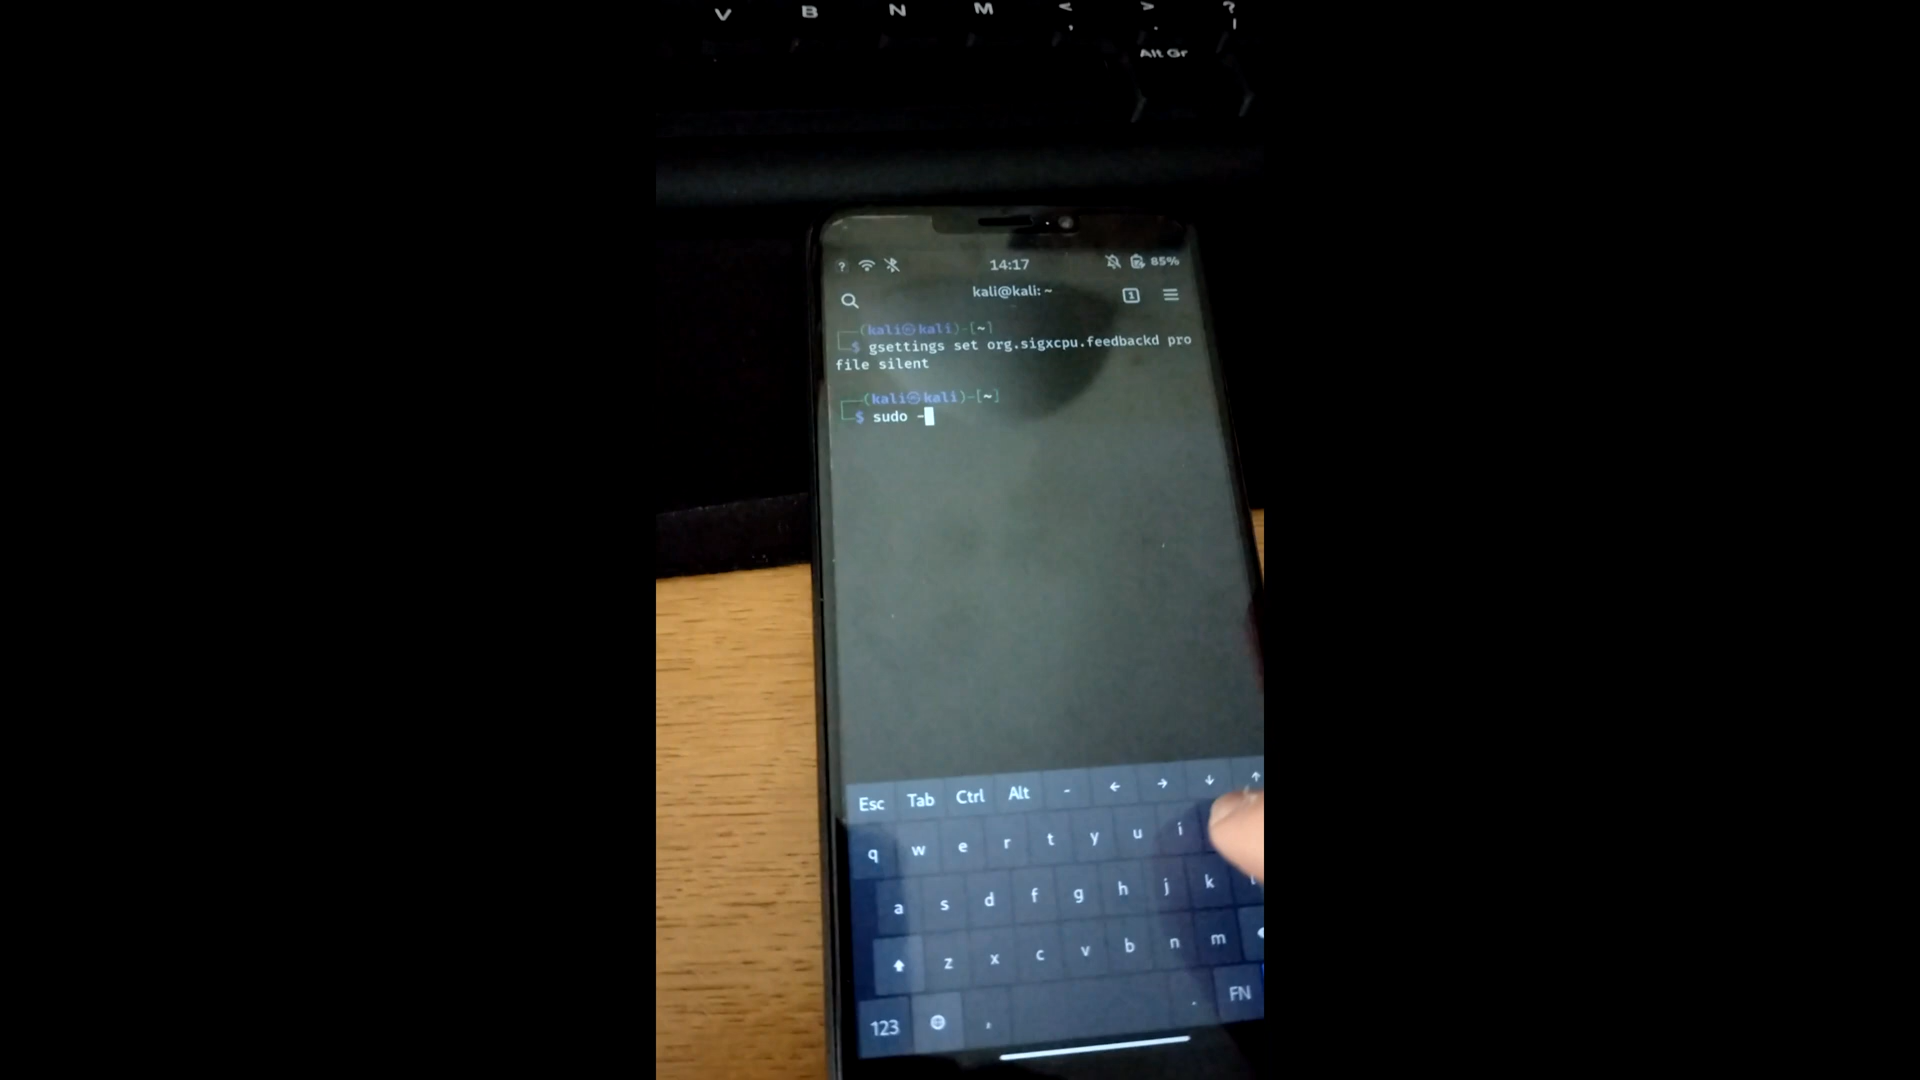 V B N M < > ?
, .
Alt Gr
? 14:17 85%
kali@kali: ~
1
(kali㉿kali)-[~]
$ gsettings set org.sigxcpu.feedbackd pro
file silent
(kali㉿kali)-[~]
$ sudo -
Esc Tab Ctrl Alt - ← → ↓ ↑
q w e r t y u i
a s d f g h j k
z x c v b n m
123 , . FN